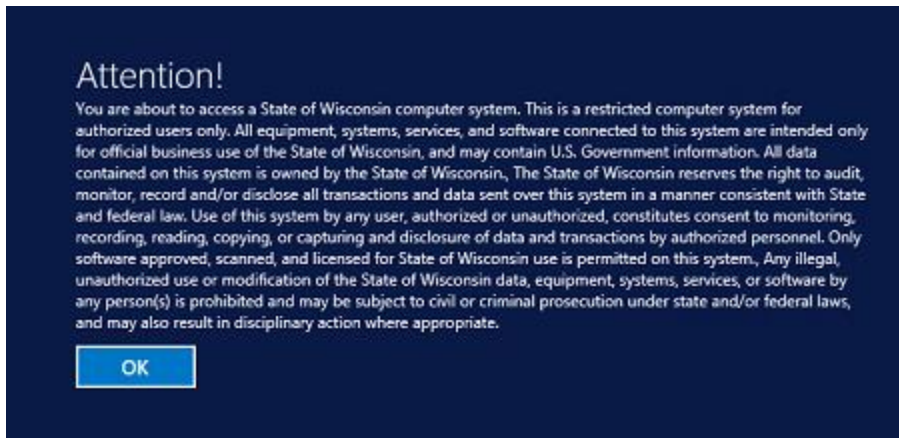 Attention!
You are about to access a State of Wisconsin computer system. This is a restricted computer system for
authorized users only. All equipment, systems, services, and software connected to this system are intended only
for official business use of the State of Wisconsin, and may contain U.S. Government information. All data
contained on this system is owned by the State of Wisconsin., The State of Wisconsin reserves the right to audit,
monitor, record and/or disclose all transactions and data sent over this system in a manner consistent with State
and federal law. Use of this system by any user, authorized or unauthorized, constitutes consent to monitoring,
recording, reading, copying, or capturing and disclosure of data and transactions by authorized personnel. Only
software approved, scanned, and licensed for State of Wisconsin use is permitted on this system., Any illegal,
unauthorized use or modification of the State of Wisconsin data, equipment, systems, services, or software by
any person(s) is prohibited and may be subject to civil or criminal prosecution under state and/or federal laws,
and may also result in disciplinary action where appropriate.
OK